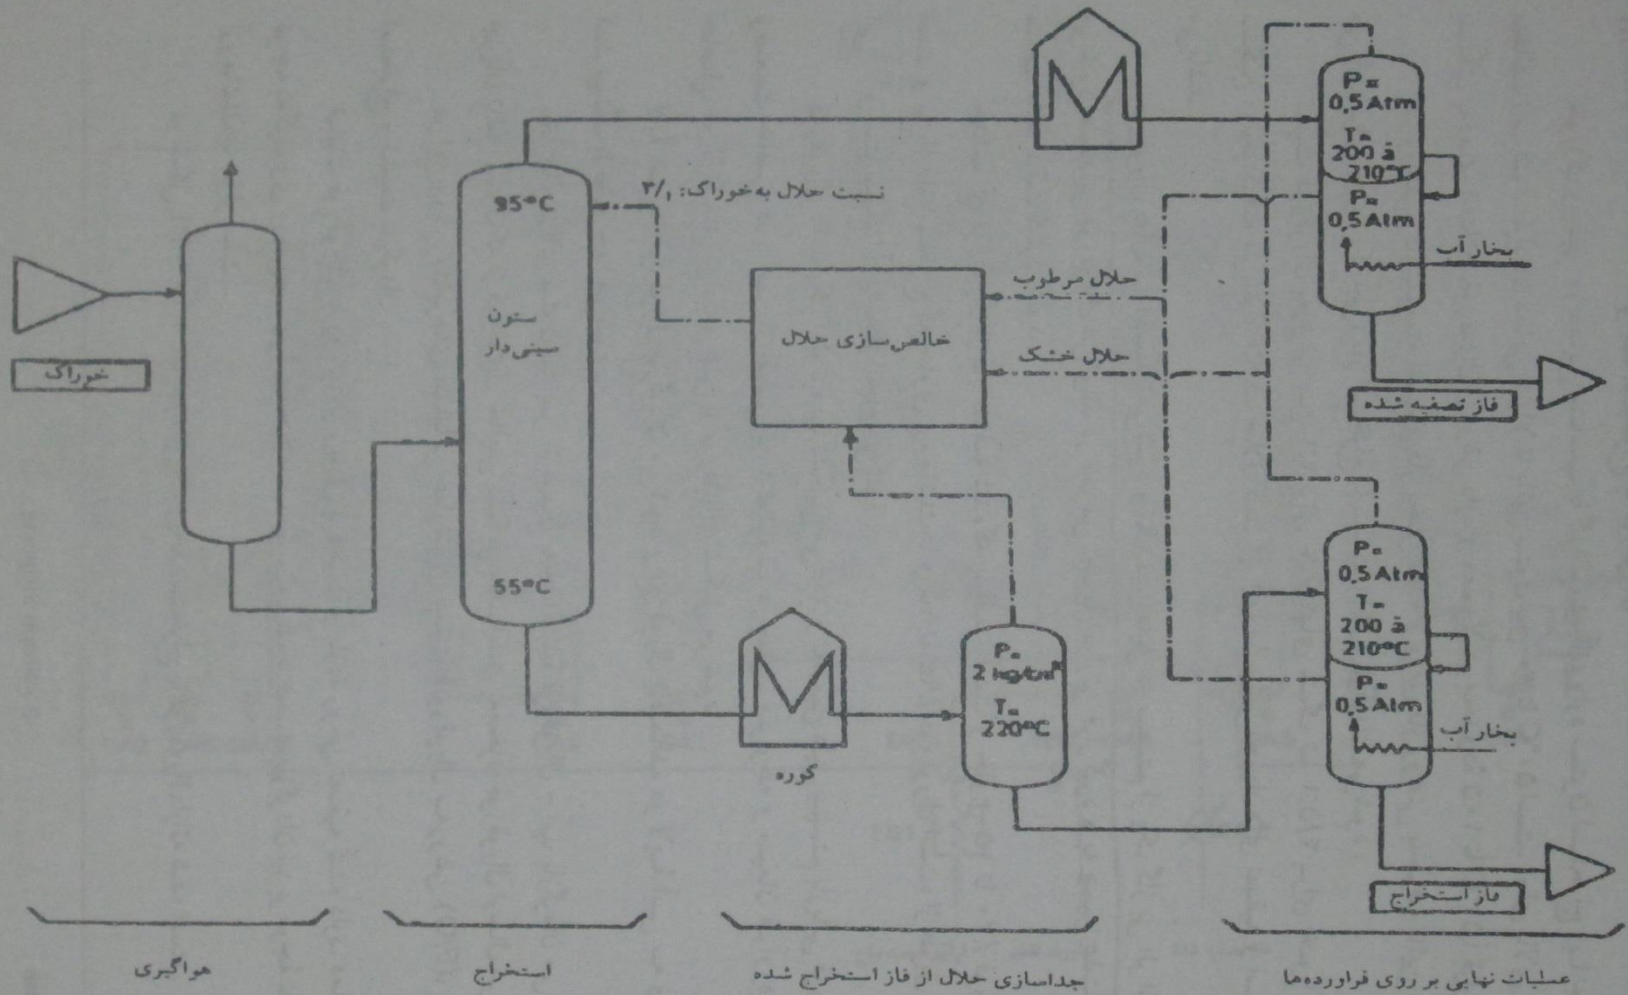 P=
0,5 Atm
T=
200 à
210°C
P=
0,5 Atm
بخار آب
نسبت حلال به خوراک: ۳/۱
95°C
ستون
سینی‌دار
55°C
حلال مرطوب
خالص‌سازی حلال
حلال خشک
خوراک
فاز تصفیه شده
P=
0,5 Atm
T=
200 à
210°C
P=
0,5 Atm
بخار آب
P=
2 kg/cm²
T=
220°C
کوره
فاز استخراج
هواگیری
استخراج
جداسازی حلال از فاز استخراج شده
عملیات نهایی بر روی فراورده‌ها